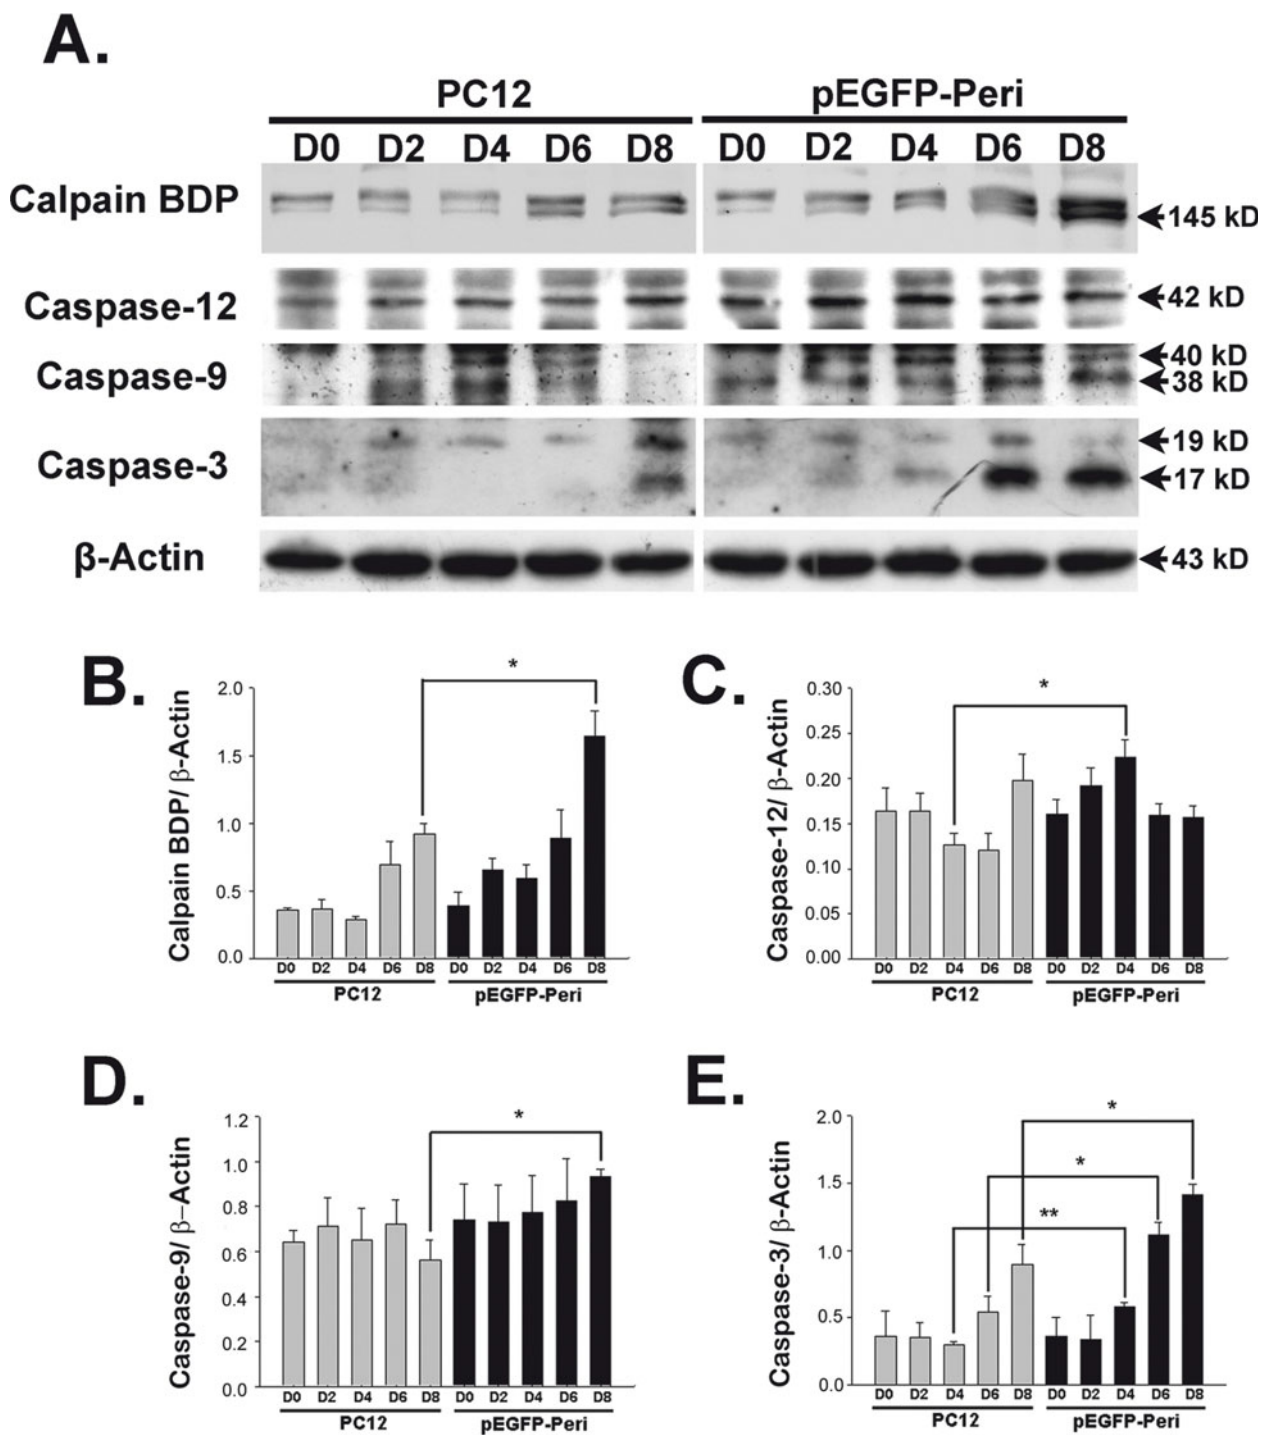 A.
PC12 pEGFP-Peri
D0 D2 D4 D6 D8 D0 D2 D4 D6 D8
Calpain BDP
145 kD
Caspase-12
42 kD
Caspase-9
40 kD
38 kD
Caspase-3
19 kD
17 kD
β-Actin
43 kD
B.
Calpain BDP/ β-Actin
2.0
1.5
1.0
0.5
0.0
*
D0 D2 D4 D6 D8 D0 D2 D4 D6 D8
PC12 pEGFP-Peri
C.
Caspase-12/ β-Actin
0.30
0.25
0.20
0.15
0.10
0.05
0.00
*
D0 D2 D4 D6 D8 D0 D2 D4 D6 D8
PC12 pEGFP-Peri
D.
Caspase-9/ β-Actin
1.2
1.0
0.8
0.6
0.4
0.2
0.0
*
D0 D2 D4 D6 D8 D0 D2 D4 D6 D8
PC12 pEGFP-Peri
E.
Caspase-3/ β-Actin
2.0
1.5
1.0
0.5
0.0
*
*
**
D0 D2 D4 D6 D8 D0 D2 D4 D6 D8
PC12 pEGFP-Peri